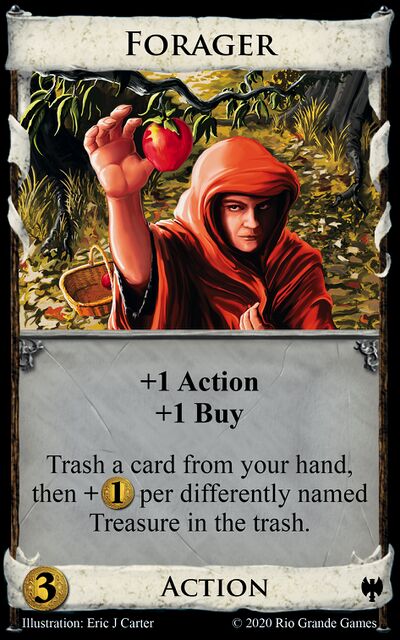 FORAGER
+1 Action
+1 Buy
Trash a card from your hand,
then + 1 per differently named
Treasure in the trash.
3 ACTION
Illustration: Eric J Carter © 2020 Rio Grande Games